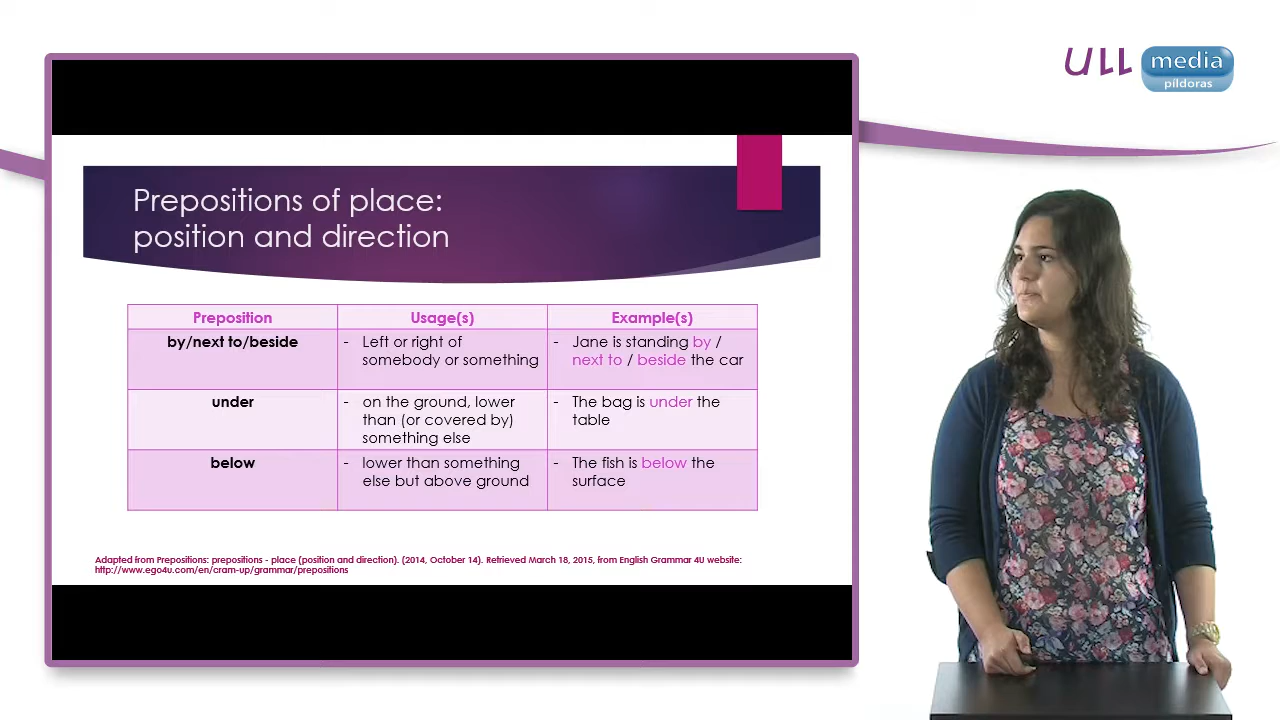 ULL media
píldoras
Prepositions of place:
position and direction
Preposition
Usage(s)
Example(s)
by/next to/beside
- Left or right of
somebody or something
- Jane is standing by /
next to / beside the car
under
- on the ground, lower
than (or covered by)
something else
- The bag is under the
table
below
- lower than something
else but above ground
- The fish is below the
surface
Adapted from Prepositions: prepositions - place (position and direction). (2014, October 14). Retrieved March 18, 2015, from English Grammar 4U website:
http://www.ego4u.com/en/cram-up/grammar/prepositions